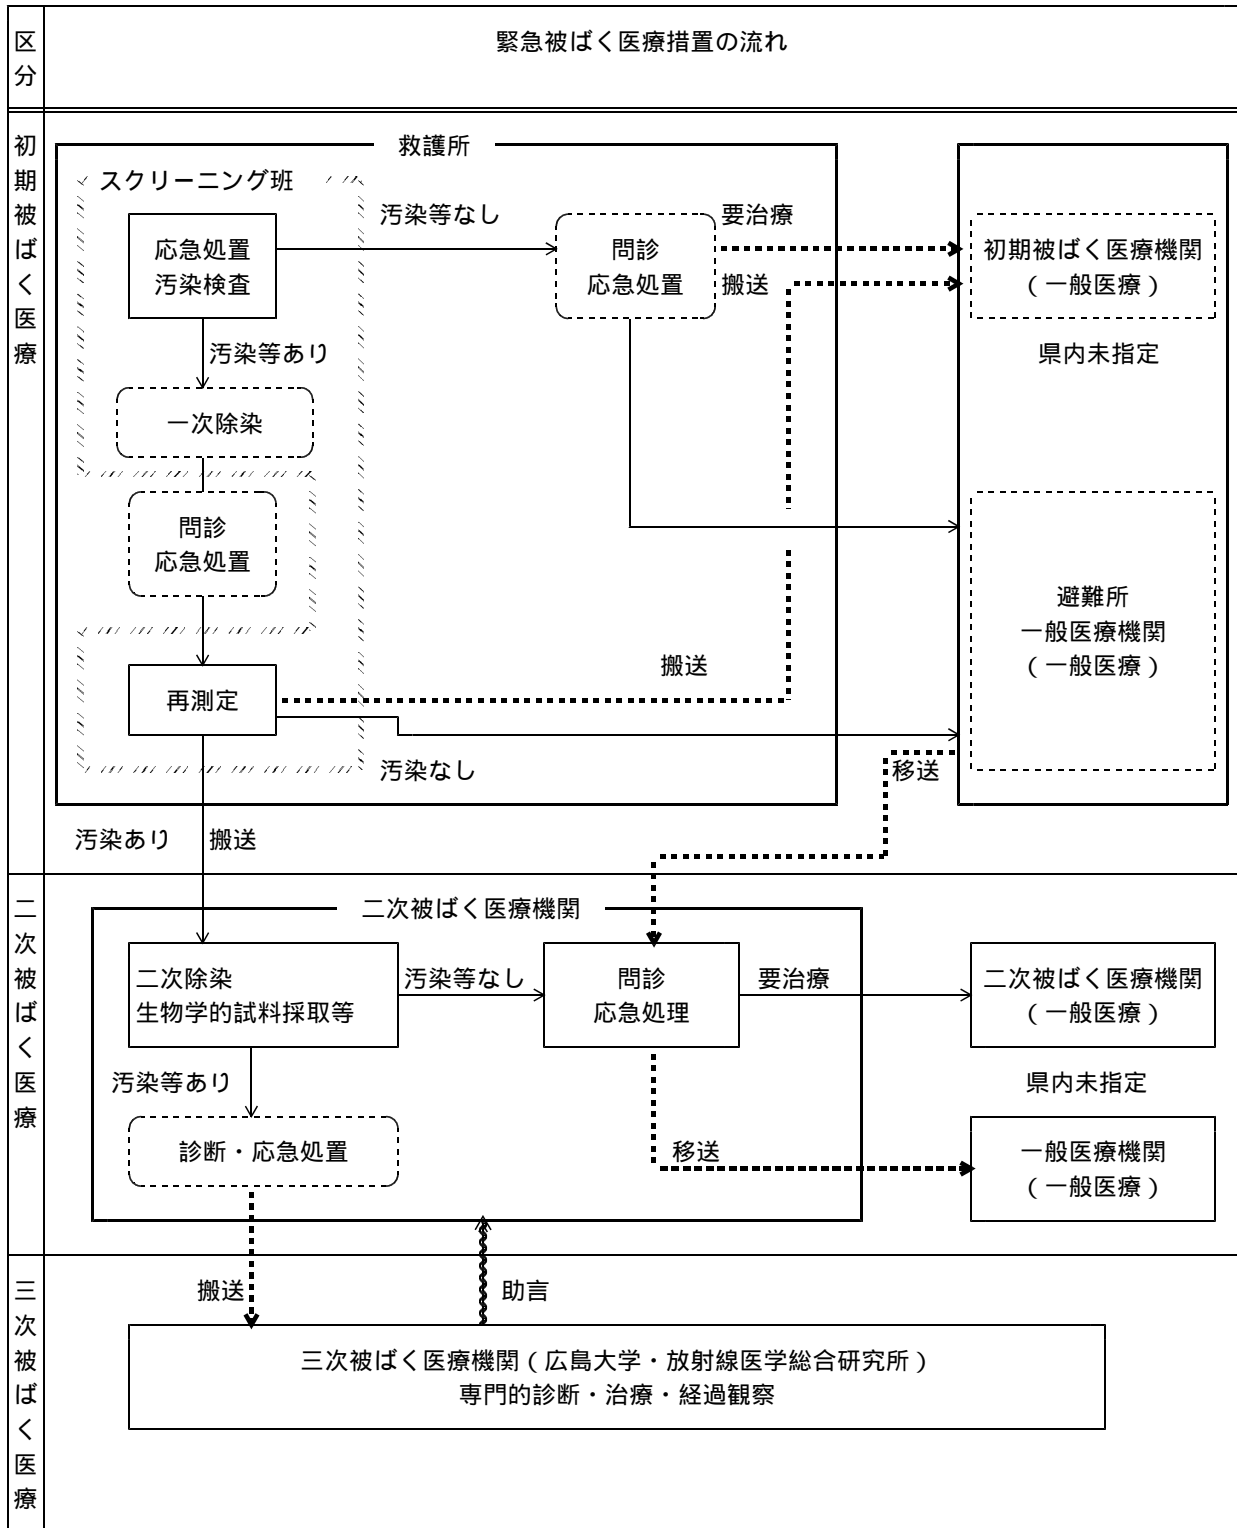 区分
緊急被ばく医療措置の流れ
初期被ばく医療
救護所
スクリーニング班
汚染等なし
要治療
応急処置
汚染検査
問診
応急処置
搬送
初期被ばく医療機関
(一般医療)
汚染等あり
県内未指定
一次除染
問診
応急処置
避難所
一般医療機関
(一般医療)
搬送
再測定
汚染なし
移送
汚染あり
搬送
二次被ばく医療
二次被ばく医療機関
二次除染
生物学的試料採取等
汚染等なし
問診
応急処理
要治療
二次被ばく医療機関
(一般医療)
汚染等あり
県内未指定
診断・応急処置
移送
一般医療機関
(一般医療)
三次被ばく医療
搬送
助言
三次被ばく医療機関(広島大学・放射線医学総合研究所)
専門的診断・治療・経過観察